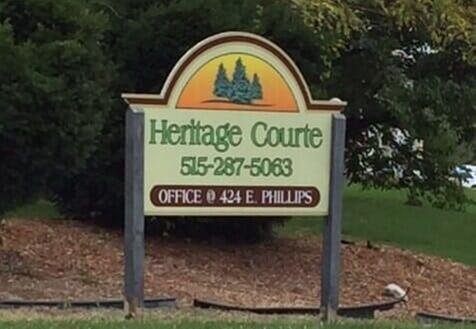 Heritage Courte
515-287-5063
OFFICE @ 424 E. PHILLIPS